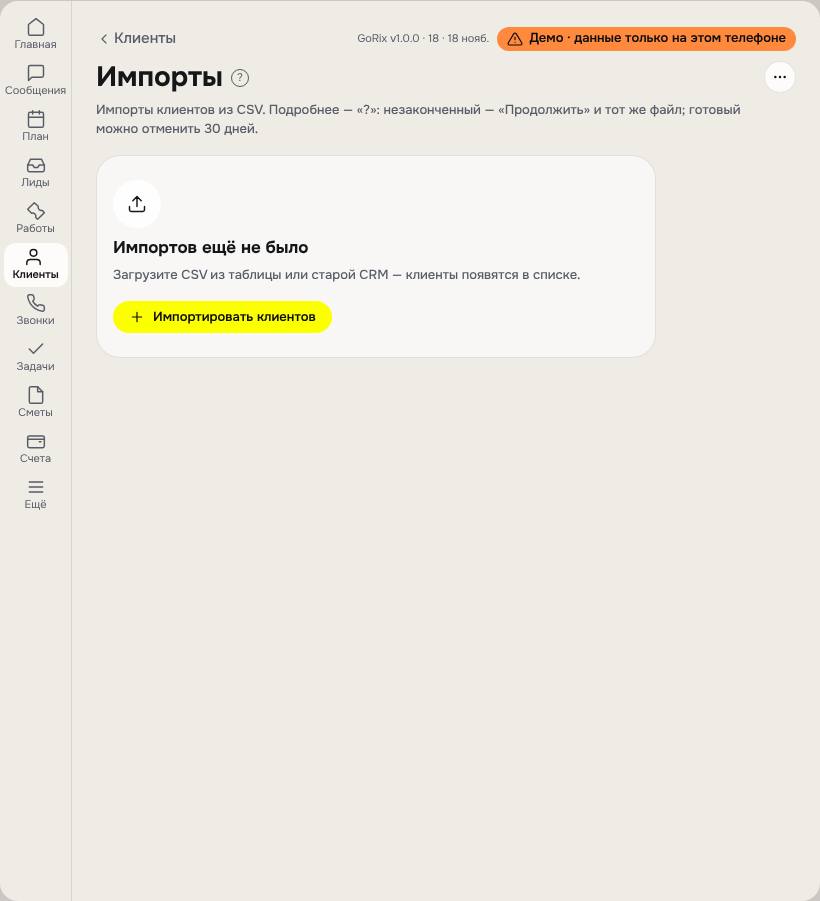 Главная
Сообщения
План
Лиды
Работы
Клиенты
Звонки
Задачи
Сметы
Счета
Ещё
Клиенты
GoRix v1.0.0 · 18 · 18 нояб.
Демо · данные только на этом телефоне
Импорты ?
Импорты клиентов из CSV. Подробнее — «?»: незаконченный — «Продолжить» и тот же файл; готовый
можно отменить 30 дней.
Импортов ещё не было
Загрузите CSV из таблицы или старой CRM — клиенты появятся в списке.
Импортировать клиентов